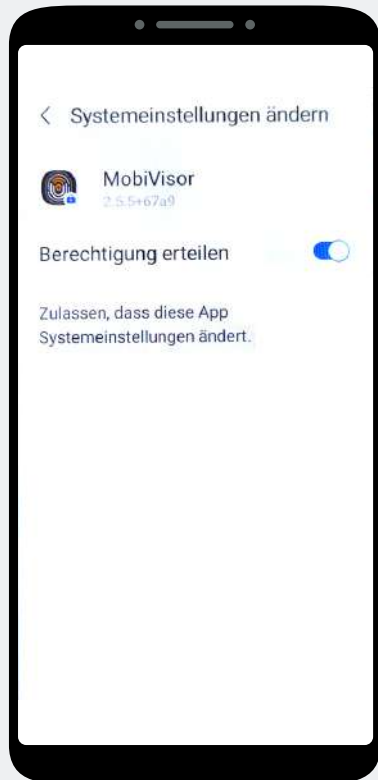 Systemeinstellungen ändern
MobiVisor
2.5.5+67a9
Berechtigung erteilen
Zulassen, dass diese App
Systemeinstellungen ändert.